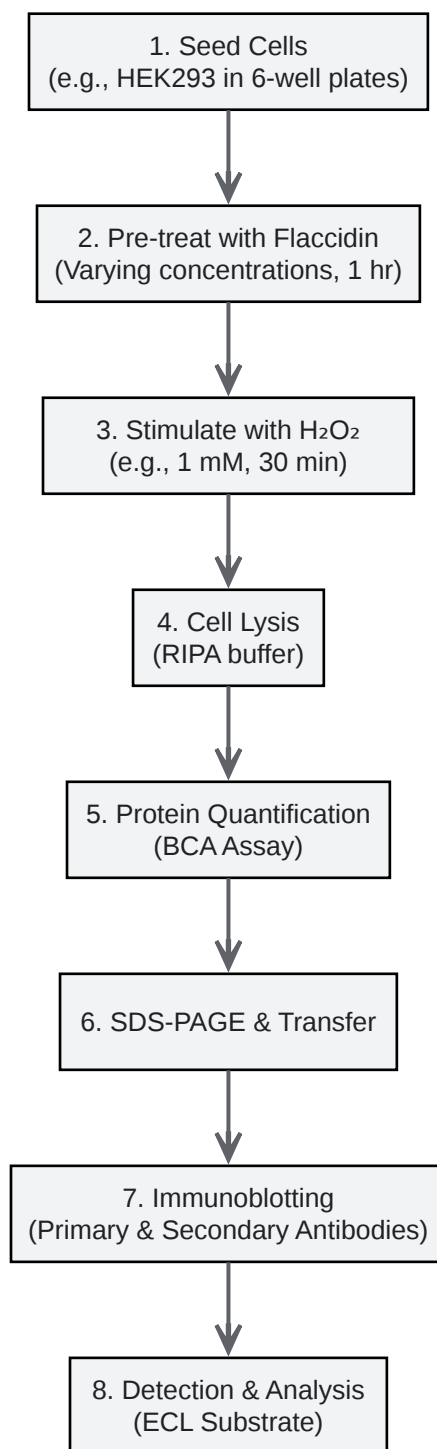 1. Seed Cells
(e.g., HEK293 in 6-well plates)
2. Pre-treat with Flaccidin
(Varying concentrations, 1 hr)
3. Stimulate with H₂O₂
(e.g., 1 mM, 30 min)
4. Cell Lysis
(RIPA buffer)
5. Protein Quantification
(BCA Assay)
6. SDS-PAGE & Transfer
7. Immunoblotting
(Primary & Secondary Antibodies)
8. Detection & Analysis
(ECL Substrate)